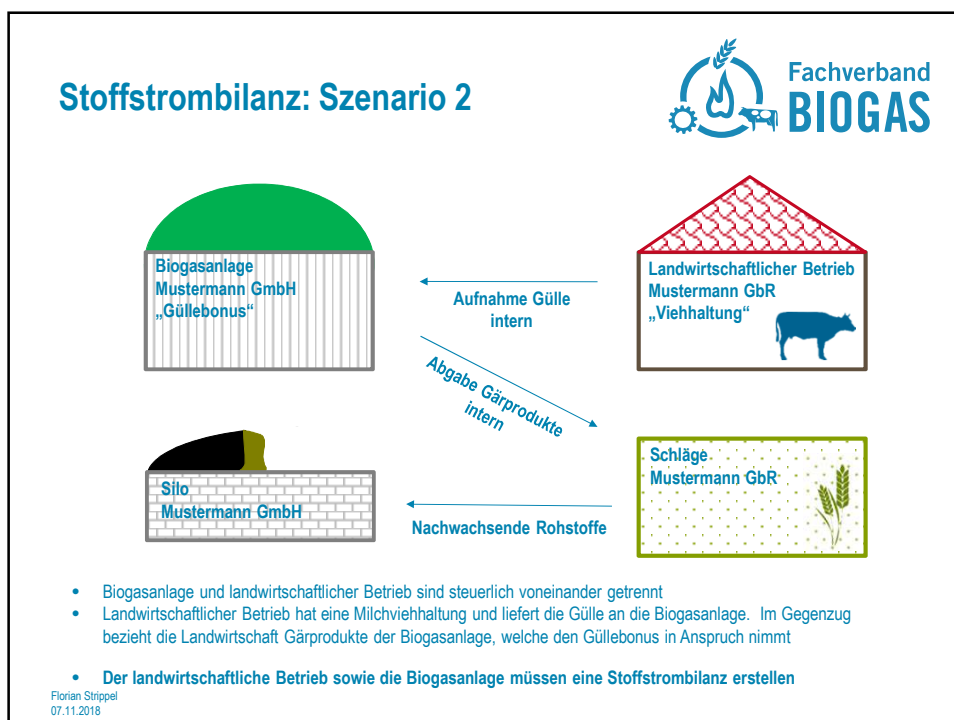 Stoffstrombilanz: Szenario 2
Fachverband
BIOGAS
Biogasanlage
Mustermann GmbH
„Güllebonus“
Aufnahme Gülle
intern
Landwirtschaftlicher Betrieb
Mustermann GbR
„Viehhaltung“
Abgabe Gärprodukte
intern
Silo
Mustermann GmbH
Nachwachsende Rohstoffe
Schläge
Mustermann GbR
• Biogasanlage und landwirtschaftlicher Betrieb sind steuerlich voneinander getrennt
• Landwirtschaftlicher Betrieb hat eine Milchviehhaltung und liefert die Gülle an die Biogasanlage. Im Gegenzug
bezieht die Landwirtschaft Gärprodukte der Biogasanlage, welche den Güllebonus in Anspruch nimmt
• Der landwirtschaftliche Betrieb sowie die Biogasanlage müssen eine Stoffstrombilanz erstellen
Florian Strippel
07.11.2018